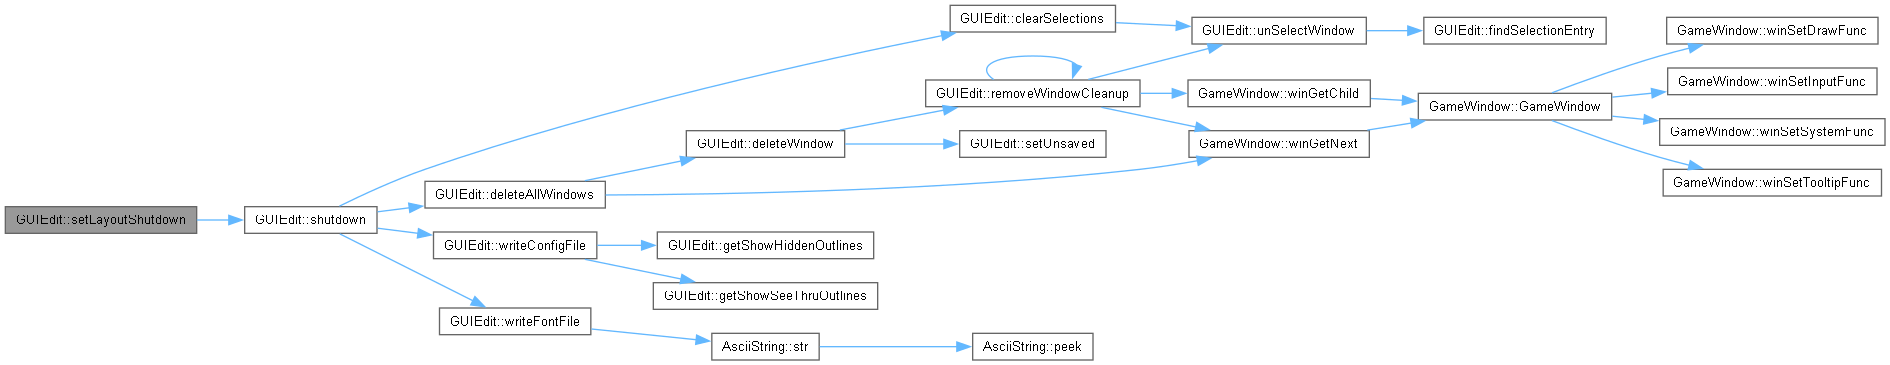 GUIEdit::setLayoutShutdown
GUIEdit::shutdown
GUIEdit::clearSelections
GUIEdit::deleteAllWindows
GUIEdit::writeConfigFile
GUIEdit::writeFontFile
GUIEdit::deleteWindow
GUIEdit::getShowHiddenOutlines
GUIEdit::getShowSeeThruOutlines
AsciiString::str
GUIEdit::removeWindowCleanup
GUIEdit::setUnsaved
AsciiString::peek
GUIEdit::unSelectWindow
GameWindow::winGetChild
GameWindow::winGetNext
GUIEdit::findSelectionEntry
GameWindow::GameWindow
GameWindow::winSetDrawFunc
GameWindow::winSetInputFunc
GameWindow::winSetSystemFunc
GameWindow::winSetTooltipFunc